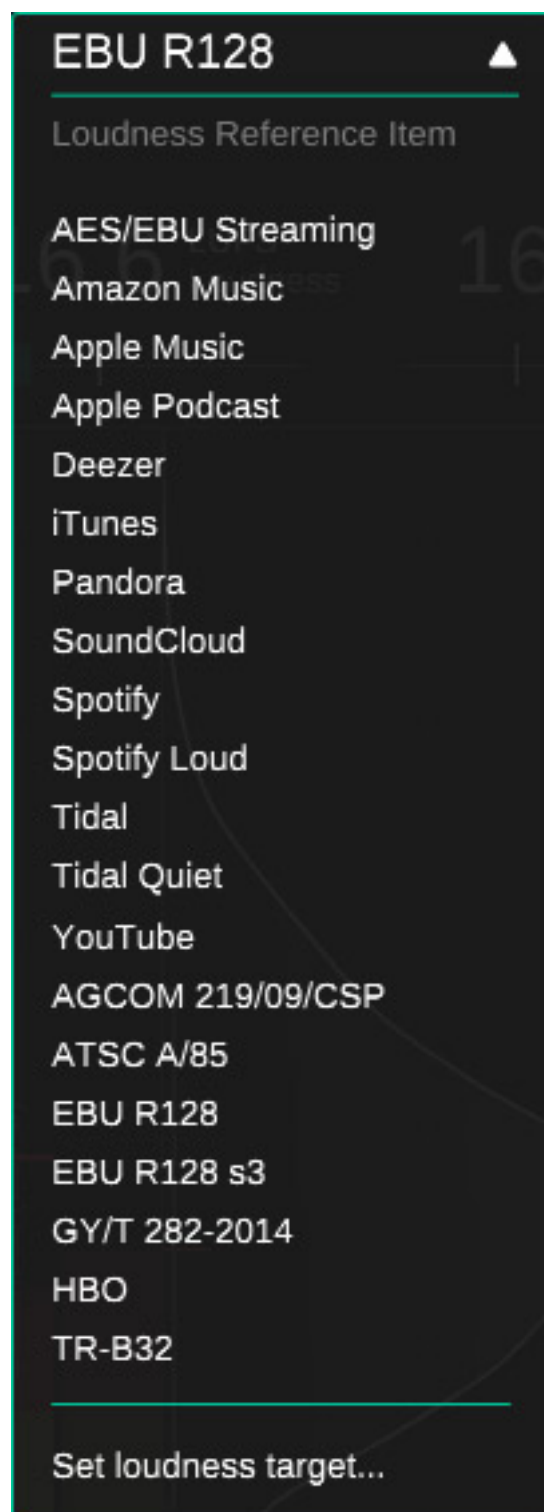 EBU R128
Loudness Reference Item
AES/EBU Streaming
Amazon Music
Apple Music
Apple Podcast
Deezer
iTunes
Pandora
SoundCloud
Spotify
Spotify Loud
Tidal
Tidal Quiet
YouTube
AGCOM 219/09/CSP
ATSC A/85
EBU R128
EBU R128 s3
GY/T 282-2014
HBO
TR-B32
Set loudness target...